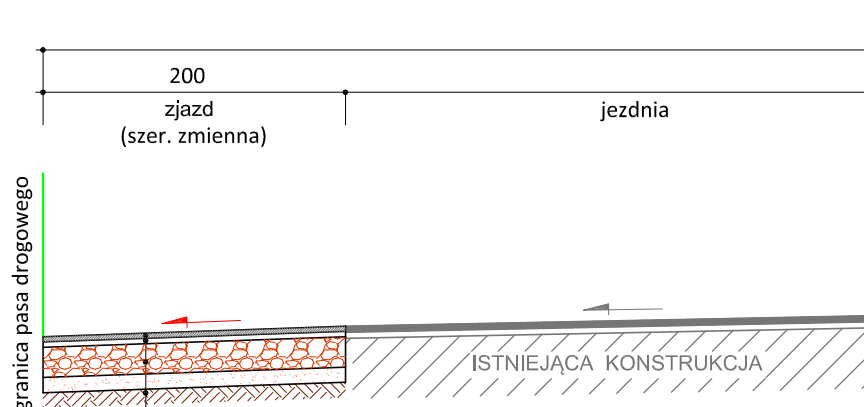 200
zjazd
(szer. zmienna)
jezdnia
granica pasa drogowego
ISTNIEJĄCA KONSTRUKCJA